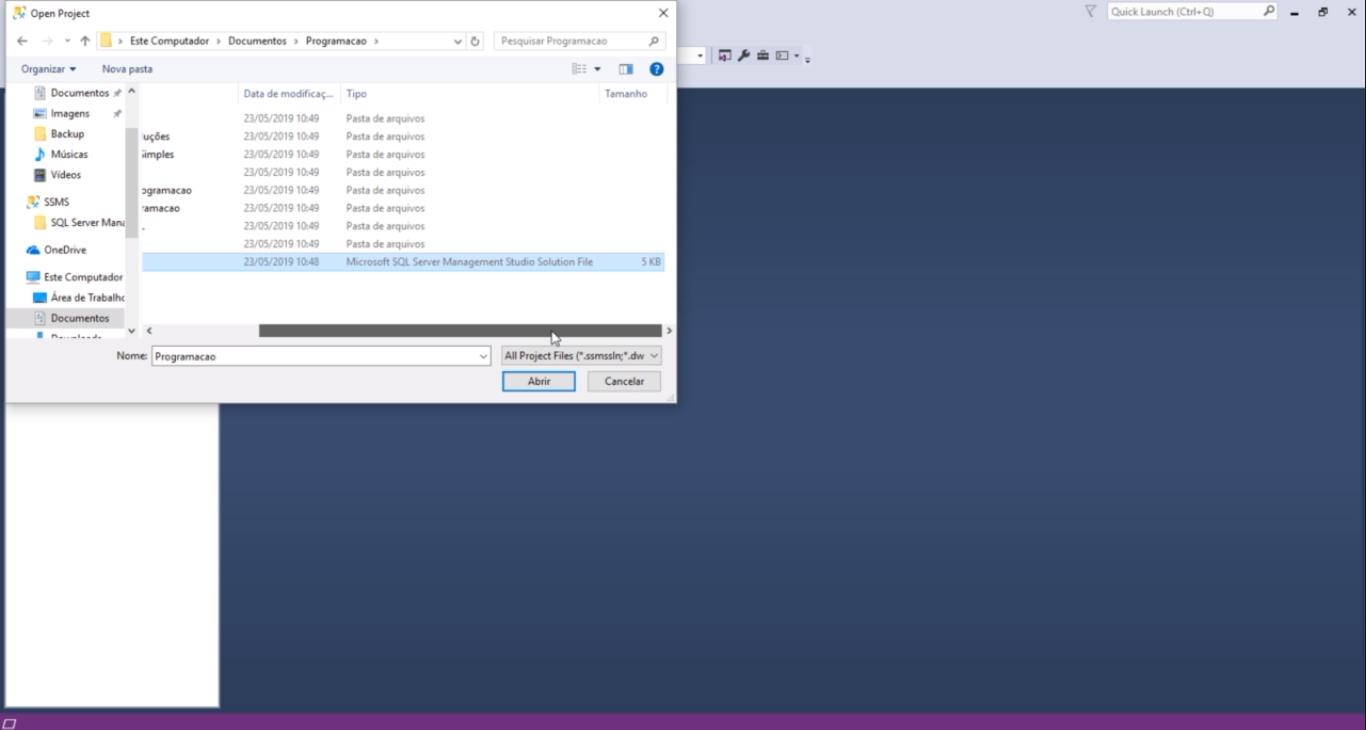 Open Project
Quick Launch (Ctrl+Q)
Este Computador > Documentos > Programacao >
Pesquisar Programacao
Organizar
Nova pasta
Documentos
Imagens
Backup
Músicas
Vídeos
SSMS
SQL Server Mana
OneDrive
Este Computador
Área de Trabalho
Documentos
Data de modificaç... Tipo Tamanho
23/05/2019 10:49 Pasta de arquivos
luções 23/05/2019 10:49 Pasta de arquivos
Simples 23/05/2019 10:49 Pasta de arquivos
23/05/2019 10:49 Pasta de arquivos
ogramacao 23/05/2019 10:49 Pasta de arquivos
ramacao 23/05/2019 10:49 Pasta de arquivos
23/05/2019 10:49 Pasta de arquivos
23/05/2019 10:49 Pasta de arquivos
23/05/2019 10:48 Microsoft SQL Server Management Studio Solution File 5 KB
Nome: Programacao
All Project Files (*.ssmssln;*.dw
Abrir
Cancelar